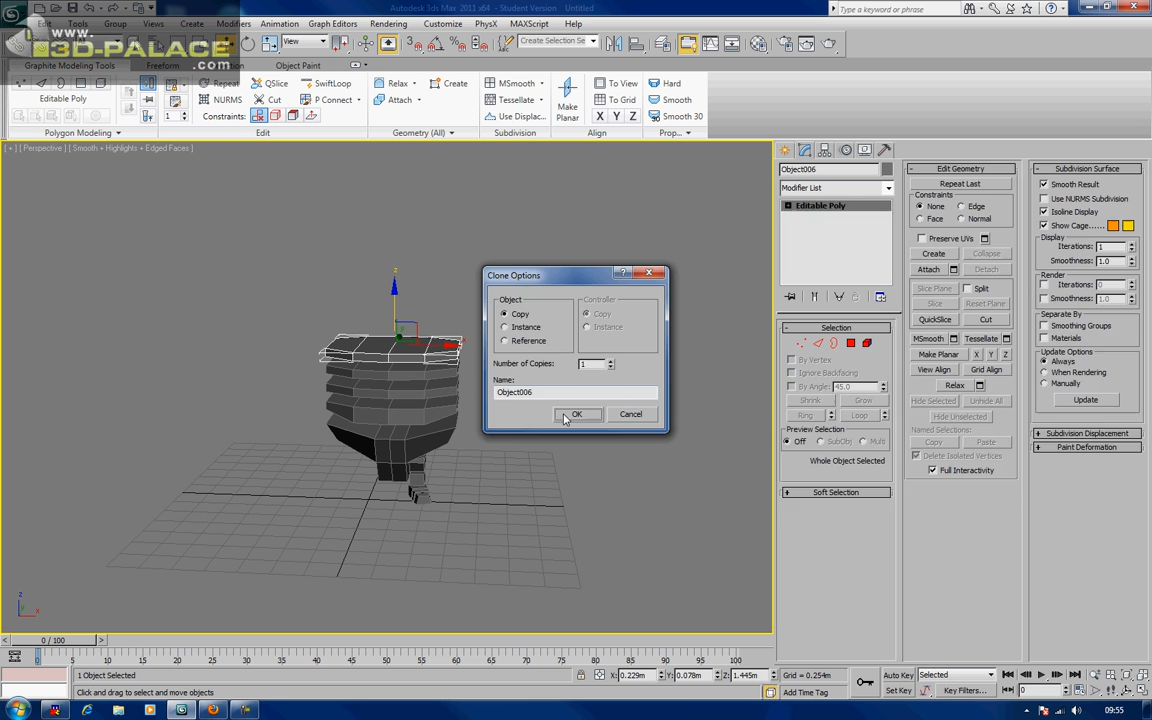 Autodesk 3ds Max 2011 x64 - Student Version Untitled
Type a keyword or phrase
Edit Tools Group Views Create Modifiers Animation Graph Editors Rendering Customize PhysX MAXScript Help
www.
3D-PALACE
.com
View
Create Selection Se
Graphite Modeling Tools Freeform Object Paint
Repeat QSlice SwiftLoop Relax Create MSmooth To View Hard
Editable Poly NURMS Cut P Connect Attach Tessellate Make Planar To Grid Smooth
1 Constraints: Use Displac... X Y Z Smooth 30
Polygon Modeling Edit Geometry (All) Subdivision Align Prop...
[ + ] [ Perspective ] [ Smooth + Highlights + Edged Faces ]
z
x
y
Clone Options
Object
Copy
Instance
Reference
Controller
Copy
Instance
Number of Copies: 1
Name:
Object006
OK Cancel
Object006
Modifier List
Editable Poly
Selection
By Vertex
Ignore Backfacing
By Angle: 45.0
Shrink Grow
Ring Loop
Preview Selection
Off SubObj Multi
Whole Object Selected
Soft Selection
Edit Geometry
Repeat Last
Constraints
None Edge
Face Normal
Preserve UVs
Create Collapse
Attach Detach
Slice Plane Split
Slice Reset Plane
QuickSlice Cut
MSmooth Tessellate
Make Planar X Y Z
View Align Grid Align
Relax
Hide Selected Unhide All
Hide Unselected
Named Selections:
Copy Paste
Delete Isolated Vertices
Full Interactivity
Subdivision Surface
Smooth Result
Use NURMS Subdivision
Isoline Display
Show Cage......
Display
Iterations: 1
Smoothness: 1.0
Render
Iterations: 0
Smoothness: 1.0
Separate By
Smoothing Groups
Materials
Update Options
Always
When Rendering
Manually
Update
Subdivision Displacement
Paint Deformation
z
y
x
0 / 100
0 5 10 15 20 25 30 35 40 45 50 55 60 65 70 75 80 85 90 95 100
1 Object Selected X: 0.229m Y: 0.078m Z: 1.445m Grid = 0.254m Auto Key Selected
Click and drag to select and move objects Add Time Tag Set Key Key Filters... 0
09:55